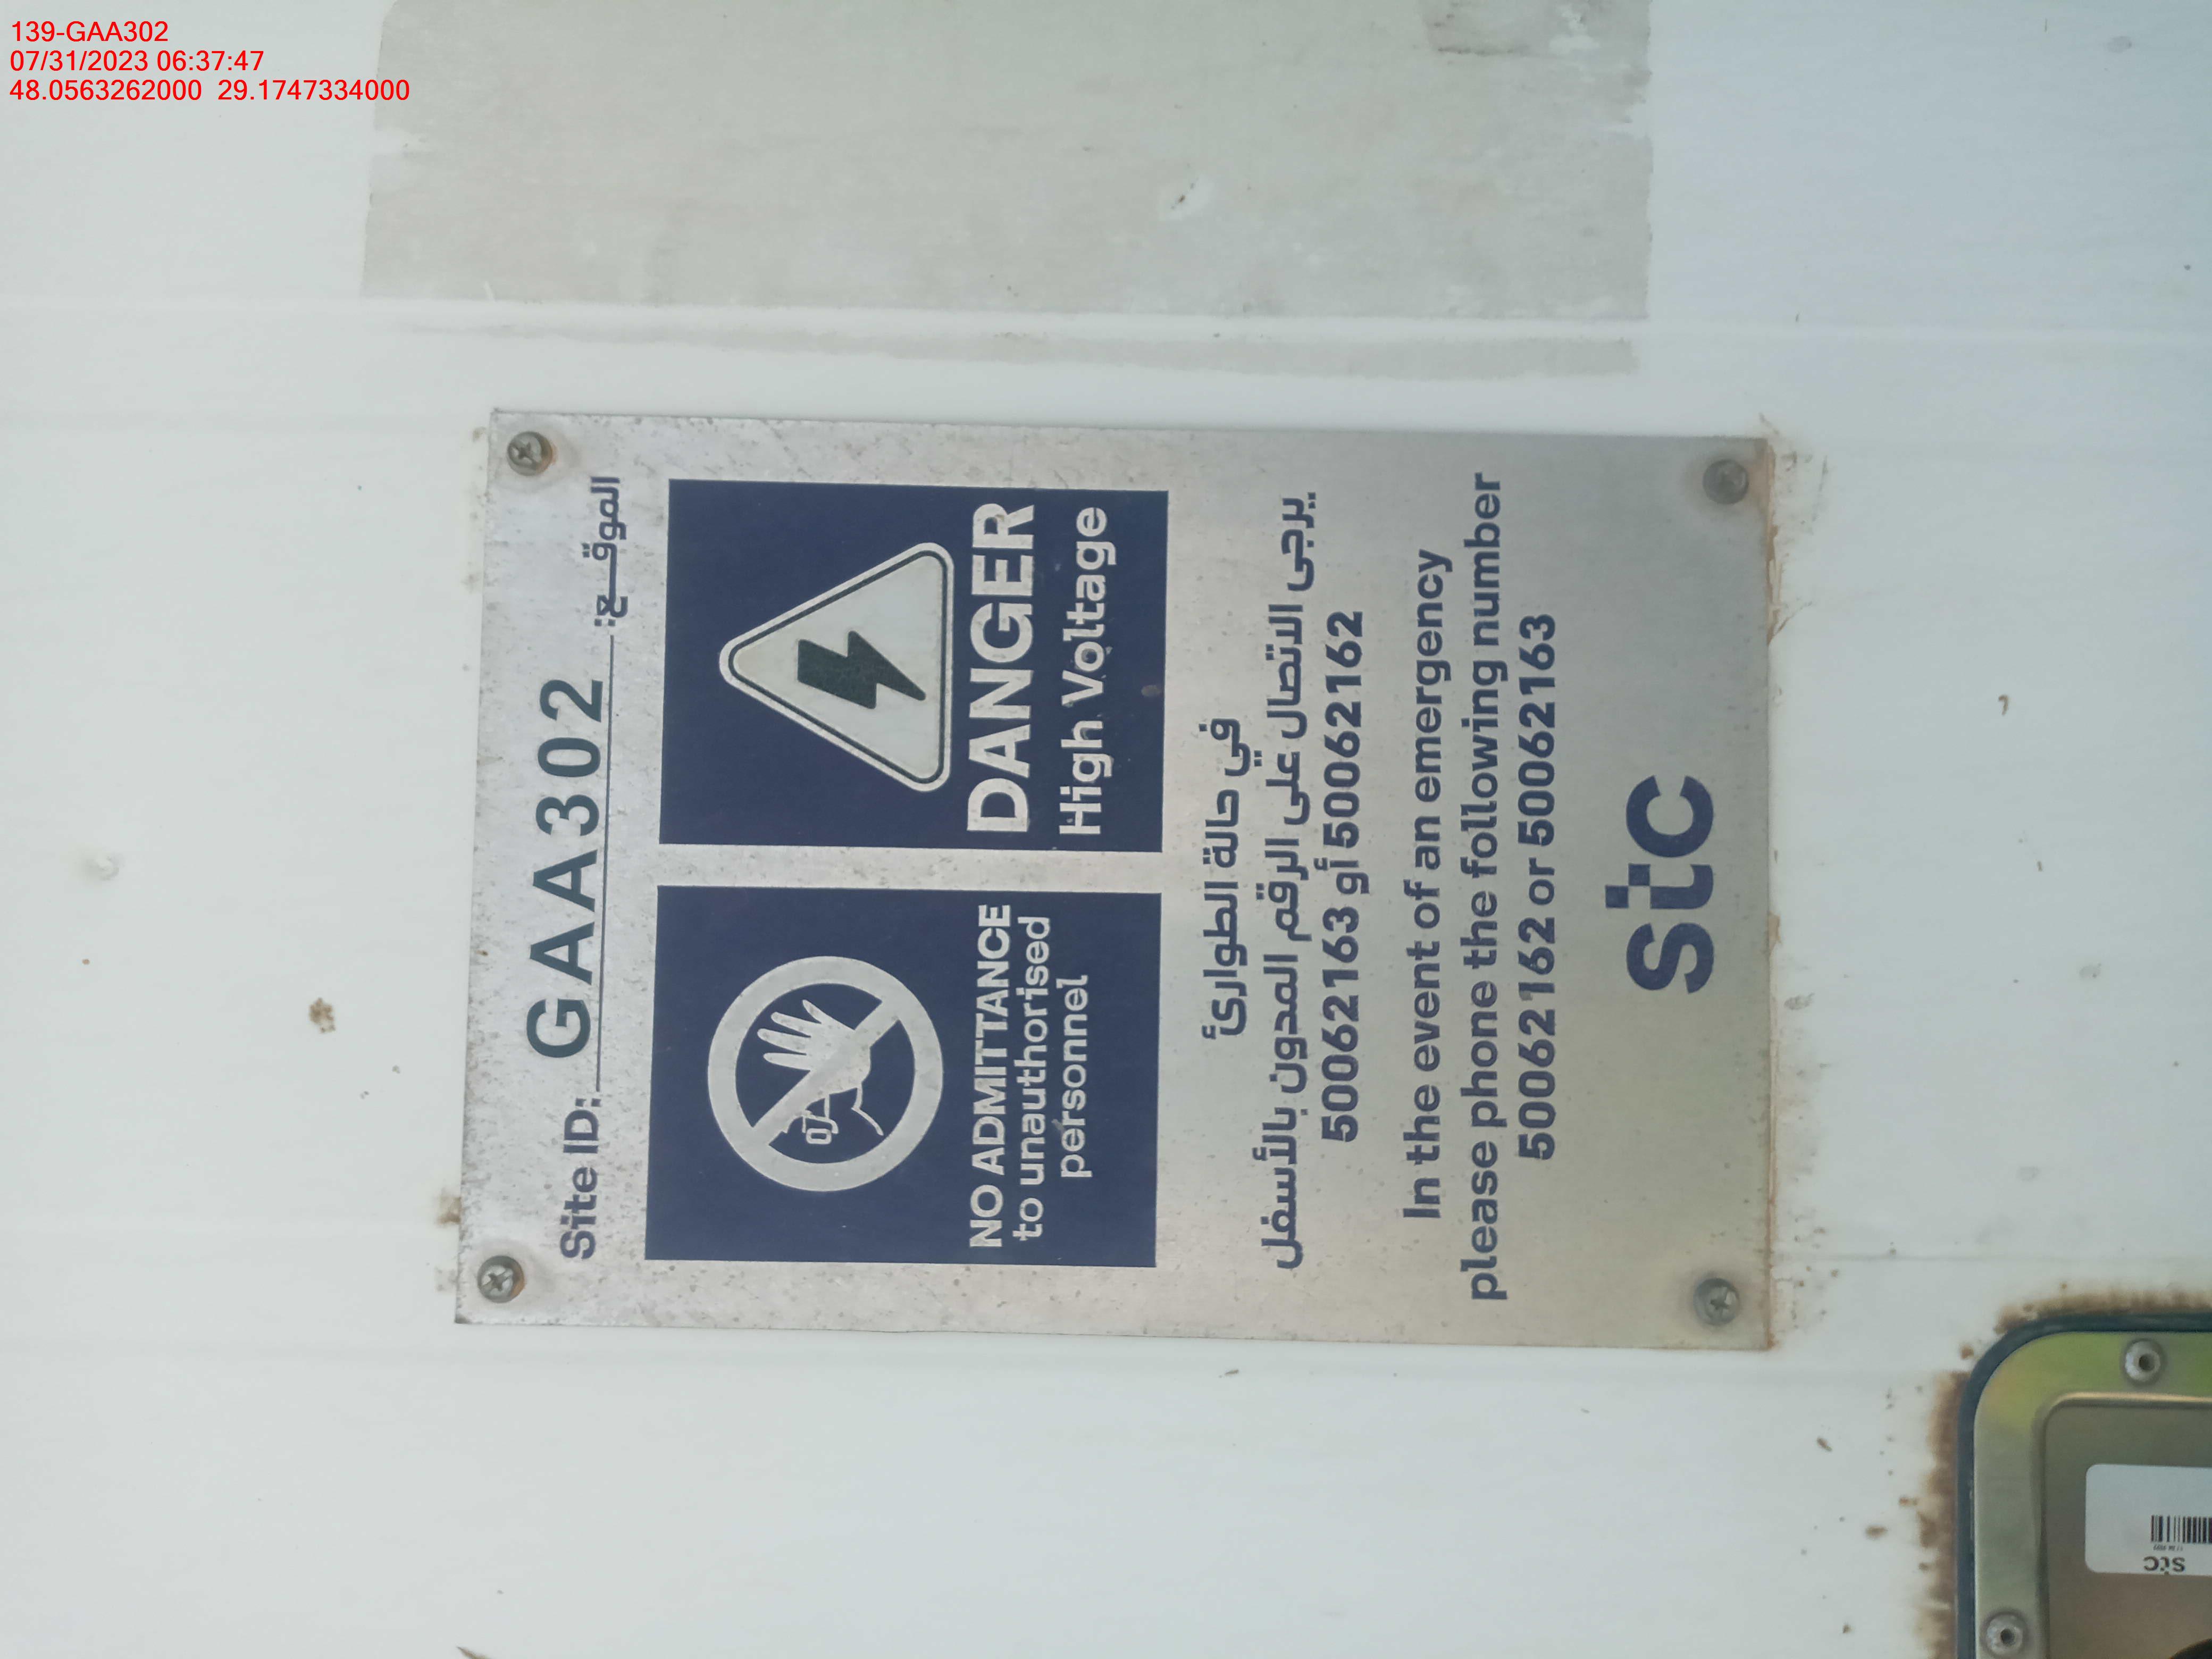 139-GAA302
07/31/2023 06:37:47
48.0563262000 29.1747334000
Site ID: GAA302 الموقـــع:
NO ADMITTANCE
to unauthorised
personnel
DANGER
High Voltage
في حالة الطوارئ
يرجى الاتصال على الرقم المدون بالأسفل
50062163 أو 50062162
In the event of an emergency
please phone the following number
50062162 or 50062163
stc
stc